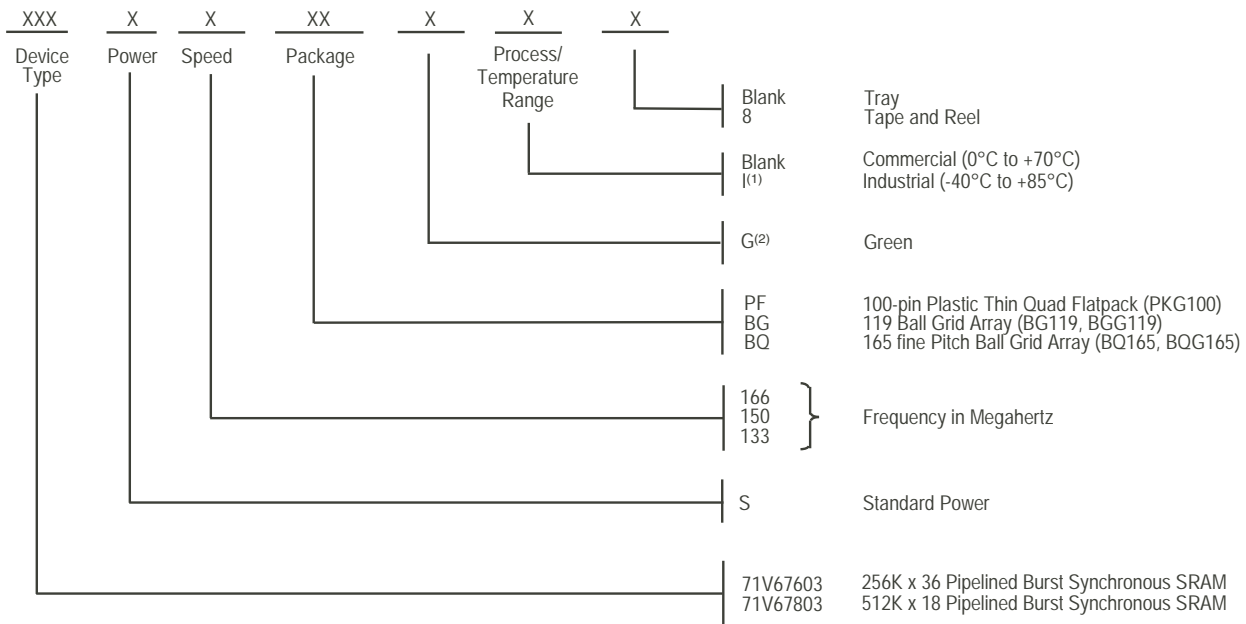 XXX X X XX X X X
Device Type Power Speed Package Process/ Temperature Range
Blank Tray
8 Tape and Reel
Blank Commercial (0°C to +70°C)
I(1) Industrial (-40°C to +85°C)
G(2) Green
PF 100-pin Plastic Thin Quad Flatpack (PKG100)
BG 119 Ball Grid Array (BG119, BGG119)
BQ 165 fine Pitch Ball Grid Array (BQ165, BQG165)
166
150 Frequency in Megahertz
133
S Standard Power
71V67603 256K x 36 Pipelined Burst Synchronous SRAM
71V67803 512K x 18 Pipelined Burst Synchronous SRAM